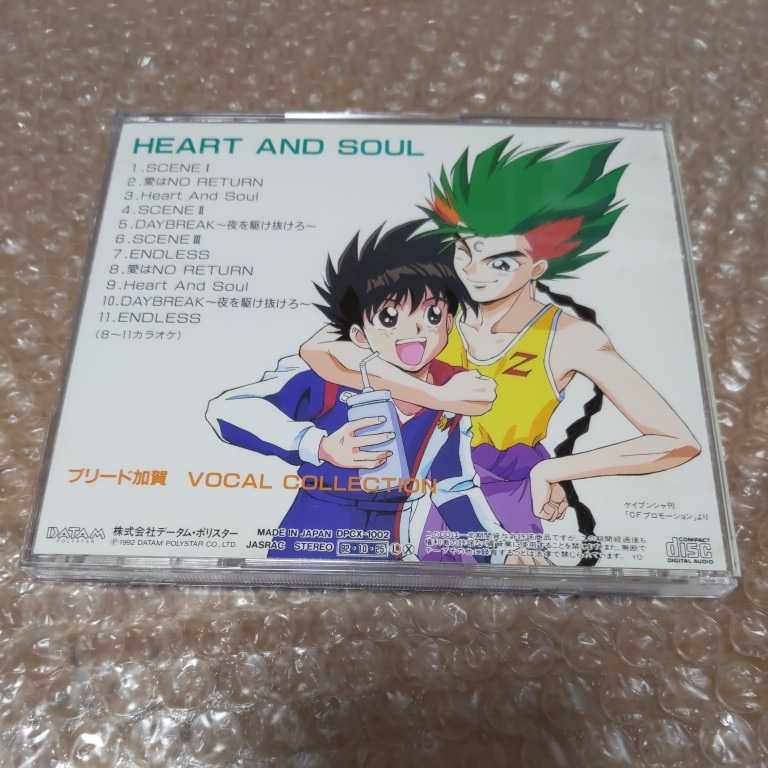 HEART AND SOUL
1.SCENE Ⅰ
2.愛はNO RETURN
3.Heart And Soul
4.SCENE Ⅱ
5.DAYBREAK～夜を駆け抜けろ～
6.SCENE Ⅲ
7.ENDLESS
8.愛はNO RETURN
9.Heart And Soul
10.DAYBREAK～夜を駆け抜けろ～
11.ENDLESS
(8～11カラオケ)
Z
ブリード加賀 VOCAL COLLECTION
ケイブンシャ刊
「CFプロモーション」より
DATAM
POLYSTAR
株式会社データム・ポリスター
Ⓟ1992 DATAM POLYSTAR CO., LTD.
MADE IN JAPAN DPCX-1002
JASRAC STEREO 92・10・25 Ⓛ Ⓧ
COMPACT
disc
DIGITAL AUDIO